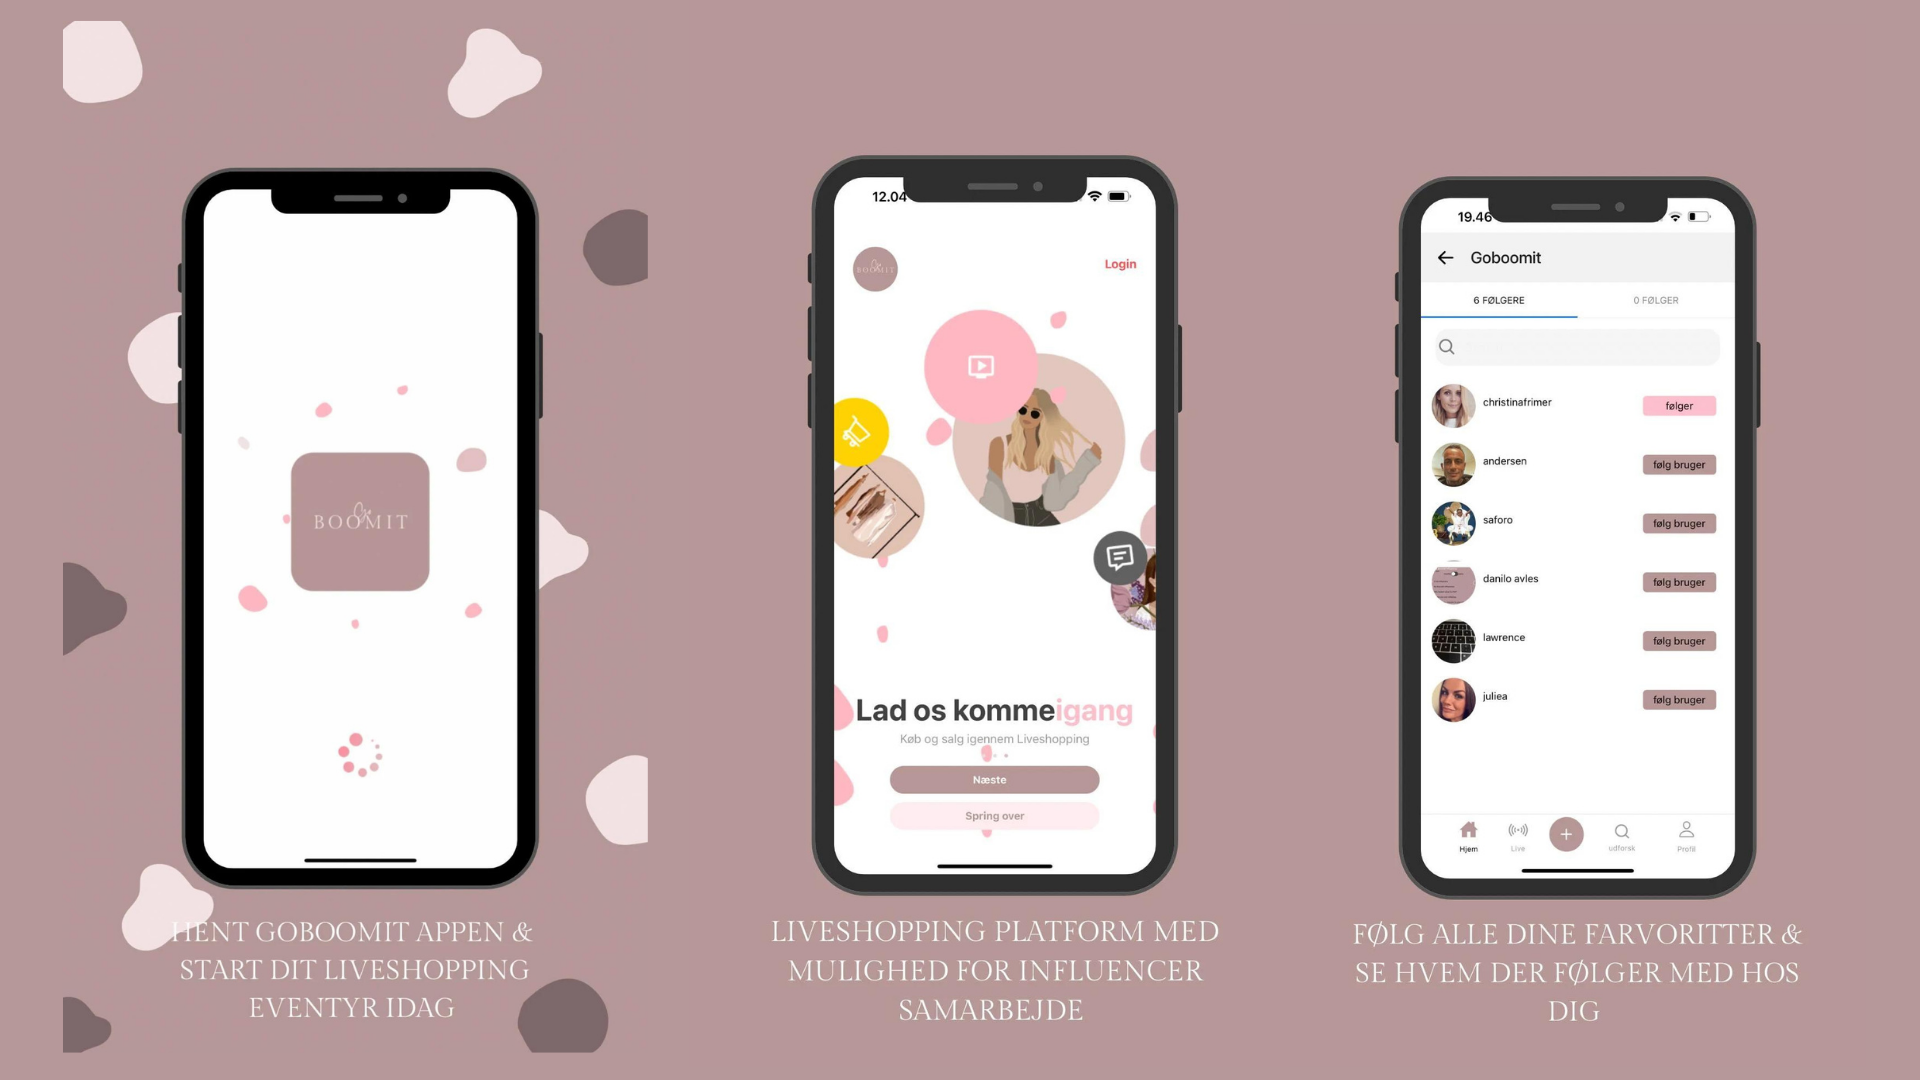 BOOMIT
HENT GOBOOMIT APPEN &
START DIT LIVESHOPPING
EVENTYR IDAG
12.04
BOOMIT
Login
Lad os kommeigang
Køb og salg igennem Liveshopping
Næste
Spring over
LIVESHOPPING PLATFORM MED
MULIGHED FOR INFLUENCER
SAMARBEJDE
19.46
Goboomit
6 FØLGERE 0 FØLGER
christinafrimer følger
andersen følg bruger
saforo følg bruger
danilo avles følg bruger
lawrence følg bruger
juliea følg bruger
Hjem Live udforsk Profil
FØLG ALLE DINE FARVORITTER &
SE HVEM DER FØLGER MED HOS
DIG